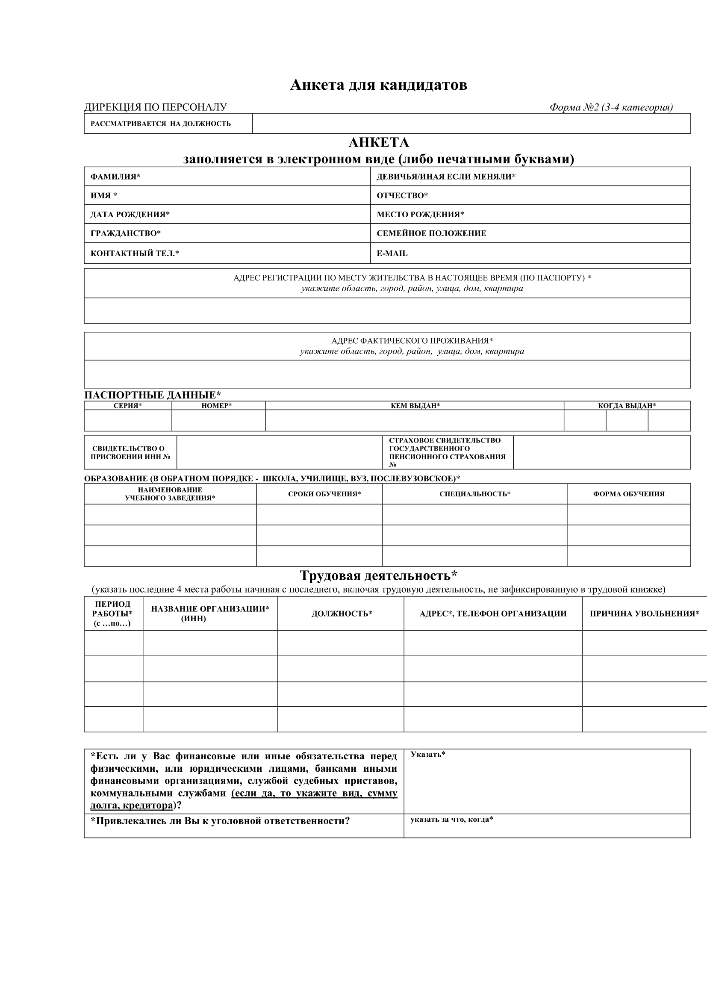 Анкета для кандидатов
ДИРЕКЦИЯ ПО ПЕРСОНАЛУ
Форма №2 (3-4 категория)
РАССМАТРИВАЕТСЯ НА ДОЛЖНОСТЬ
АНКЕТА
заполняется в электронном виде (либо печатными буквами)
ФАМИЛИЯ*
ДЕВИЧЬЯ/ИНАЯ ЕСЛИ МЕНЯЛИ*
ИМЯ *
ОТЧЕСТВО*
ДАТА РОЖДЕНИЯ*
МЕСТО РОЖДЕНИЯ*
ГРАЖДАНСТВО*
СЕМЕЙНОЕ ПОЛОЖЕНИЕ
КОНТАКТНЫЙ ТЕЛ.*
E-MAIL
АДРЕС РЕГИСТРАЦИИ ПО МЕСТУ ЖИТЕЛЬСТВА В НАСТОЯЩЕЕ ВРЕМЯ (ПО ПАСПОРТУ) *
укажите область, город, район, улица, дом, квартира
АДРЕС ФАКТИЧЕСКОГО ПРОЖИВАНИЯ*
укажите область, город, район, улица, дом, квартира
ПАСПОРТНЫЕ ДАННЫЕ*
СЕРИЯ*
НОМЕР*
КЕМ ВЫДАН*
КОГДА ВЫДАН*
СВИДЕТЕЛЬСТВО О
ПРИСВОЕНИИ ИНН №
СТРАХОВОЕ СВИДЕТЕЛЬСТВО
ГОСУДАРСТВЕННОГО
ПЕНСИОННОГО СТРАХОВАНИЯ
№
ОБРАЗОВАНИЕ (В ОБРАТНОМ ПОРЯДКЕ - ШКОЛА, УЧИЛИЩЕ, ВУЗ, ПОСЛЕВУЗОВСКОЕ)*
НАИМЕНОВАНИЕ
УЧЕБНОГО ЗАВЕДЕНИЯ*
СРОКИ ОБУЧЕНИЯ*
СПЕЦИАЛЬНОСТЬ*
ФОРМА ОБУЧЕНИЯ
Трудовая деятельность*
(указать последние 4 места работы начиная с последнего, включая трудовую деятельность, не зафиксированную в трудовой книжке)
ПЕРИОД
РАБОТЫ*
(с …по…)
НАЗВАНИЕ ОРГАНИЗАЦИИ*
(ИНН)
ДОЛЖНОСТЬ*
АДРЕС*, ТЕЛЕФОН ОРГАНИЗАЦИИ
ПРИЧИНА УВОЛЬНЕНИЯ*
*Есть ли у Вас финансовые или иные обязательства перед
физическими, или юридическими лицами, банками иными
финансовыми организациями, службой судебных приставов,
коммунальными службами (если да, то укажите вид, сумму
долга, кредитора)?
Указать*
*Привлекались ли Вы к уголовной ответственности?
указать за что, когда*